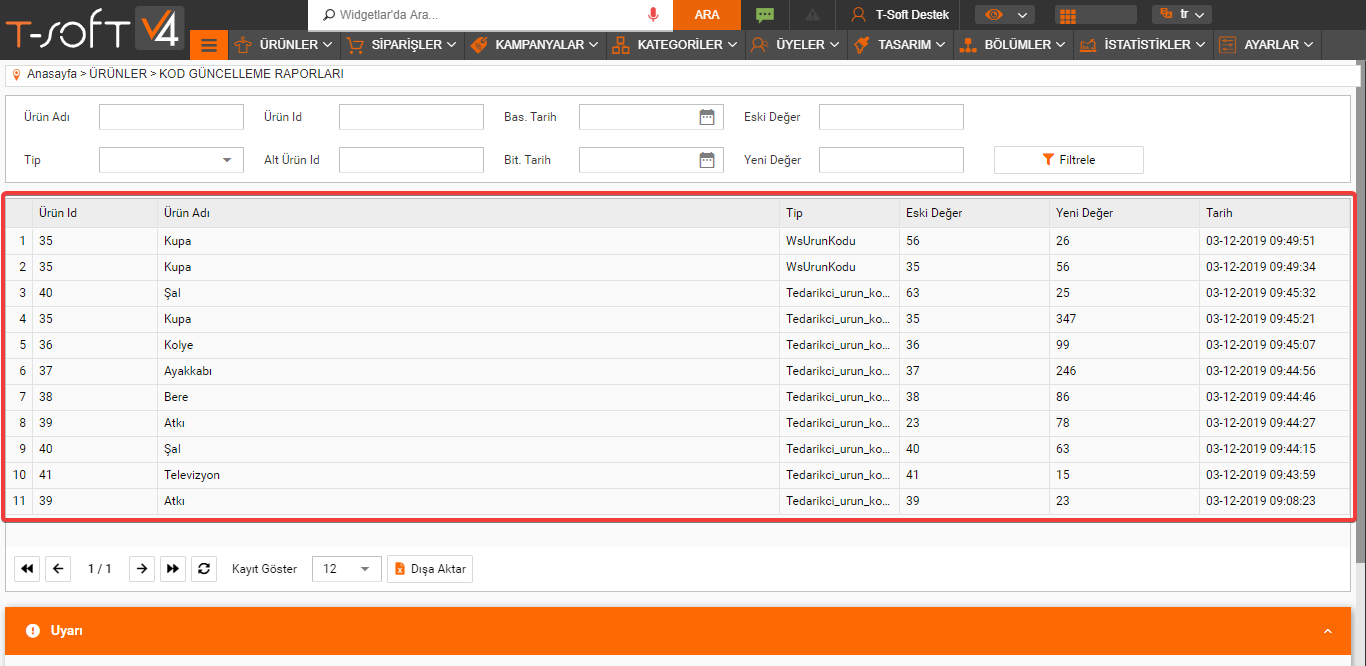 T-SOFT V4
Widgetlar'da Ara...
ARA
T-Soft Destek
tr
ÜRÜNLER
SİPARİŞLER
KAMPANYALAR
KATEGORİLER
ÜYELER
TASARIM
BÖLÜMLER
İSTATİSTİKLER
AYARLAR
Anasayfa > ÜRÜNLER > KOD GÜNCELLEME RAPORLARI
Ürün Adı Ürün Id Bas. Tarih Eski Değer
Tip Alt Ürün Id Bit. Tarih Yeni Değer Filtrele
Ürün Id Ürün Adı Tip Eski Değer Yeni Değer Tarih
1 35 Kupa WsUrunKodu 56 26 03-12-2019 09:49:51
2 35 Kupa WsUrunKodu 35 56 03-12-2019 09:49:34
3 40 Şal Tedarikci_urun_ko... 63 25 03-12-2019 09:45:32
4 35 Kupa Tedarikci_urun_ko... 35 347 03-12-2019 09:45:21
5 36 Kolye Tedarikci_urun_ko... 36 99 03-12-2019 09:45:07
6 37 Ayakkabı Tedarikci_urun_ko... 37 246 03-12-2019 09:44:56
7 38 Bere Tedarikci_urun_ko... 38 86 03-12-2019 09:44:46
8 39 Atkı Tedarikci_urun_ko... 23 78 03-12-2019 09:44:27
9 40 Şal Tedarikci_urun_ko... 40 63 03-12-2019 09:44:15
10 41 Televizyon Tedarikci_urun_ko... 41 15 03-12-2019 09:43:59
11 39 Atkı Tedarikci_urun_ko... 39 23 03-12-2019 09:08:23
1 / 1 Kayıt Göster 12 Dışa Aktar
Uyarı